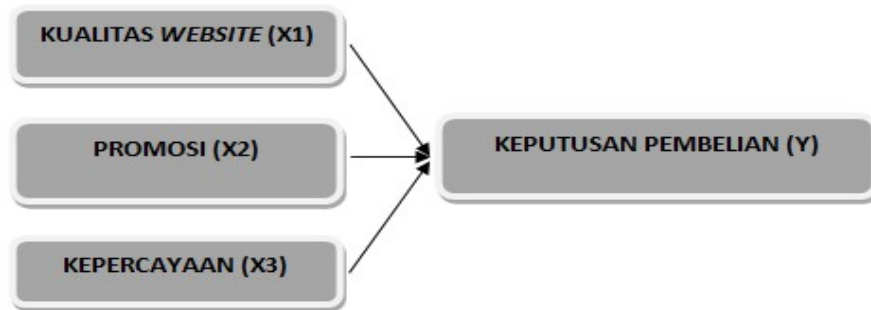 KUALITAS WEBSITE (X1)
PROMOSI (X2)
KEPUTUSAN PEMBELIAN (Y)
KEPERCAYAAN (X3)